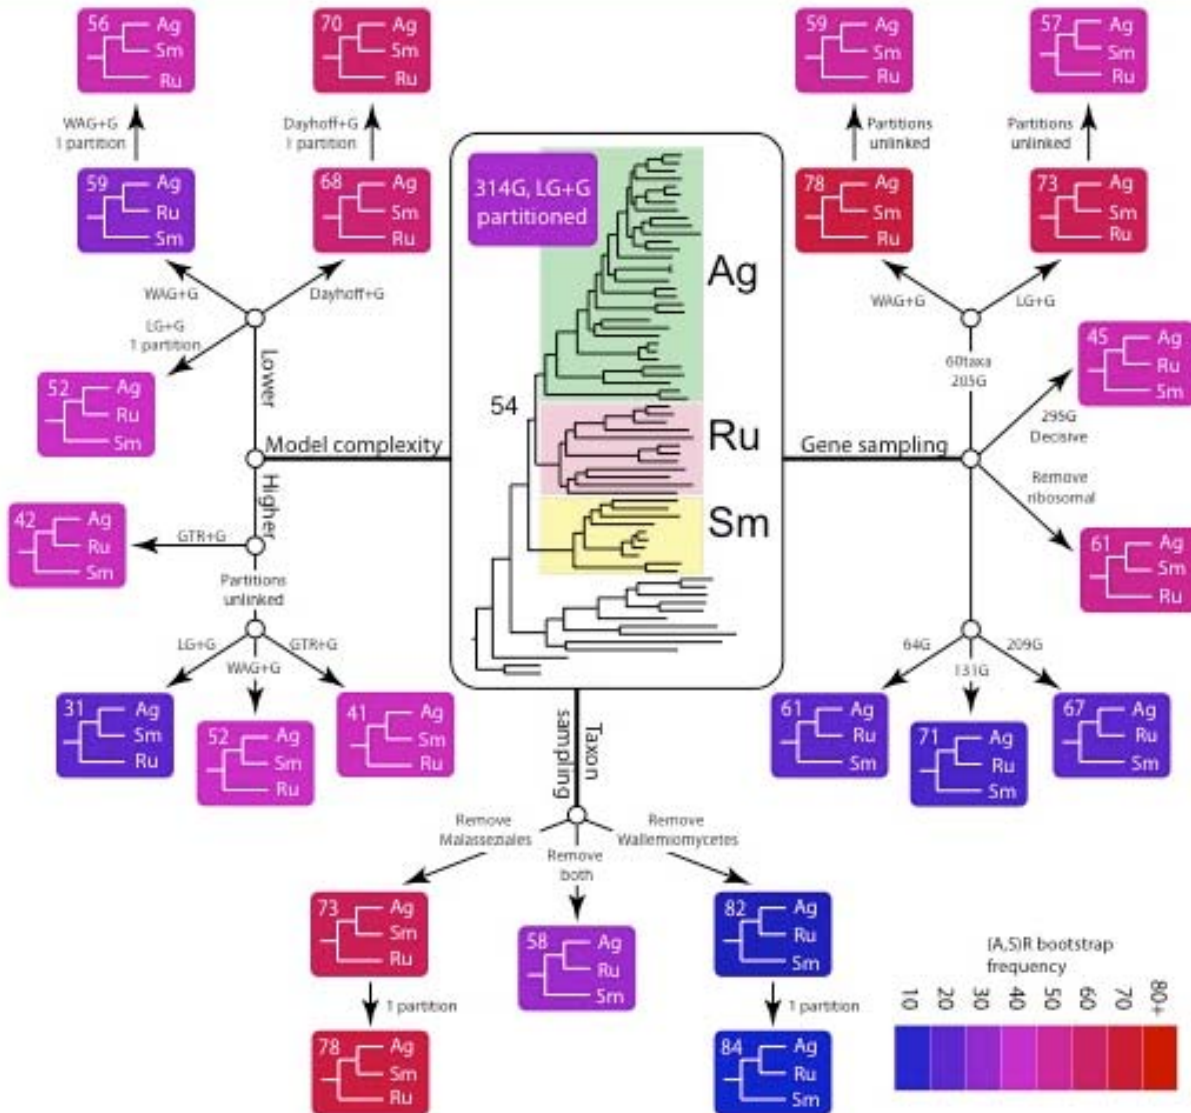 56 Ag
Sm
Ru
70 Ag
Sm
Ru
59 Ag
Sm
Ru
57 Ag
Sm
Ru
WAG+G
1 partition
Dayhoff+G
1 partition
Partitions
unlinked
Partitions
unlinked
59 Ag
Ru
Sm
68 Ag
Sm
Ru
314G, LG+G
partitioned
78 Ag
Sm
Ru
73 Ag
Sm
Ru
WAG+G
Dayhoff+G
LG+G
1 partition
Lower
52 Ag
Ru
Sm
Model complexity
Higher
42 Ag
Ru
Sm
GTR+G
Partitions
unlinked
LG+G
WAG+G
GTR+G
31 Ag
Sm
Ru
52 Ag
Sm
Ru
41 Ag
Sm
Ru
54
Ag
Ru
Sm
WAG+G
LG+G
60taxa
205G
Gene sampling
295G
Decisive
45 Ag
Ru
Sm
Remove
ribosomal
61 Ag
Sm
Ru
64G
131G
209G
61 Ag
Ru
Sm
71 Ag
Ru
Sm
67 Ag
Ru
Sm
Taxon
sampling
Remove
Malasseziales
Remove
both
Remove
Wallemiomycetes
73 Ag
Sm
Ru
58 Ag
Ru
Sm
82 Ag
Ru
Sm
1 partition
1 partition
78 Ag
Sm
Ru
84 Ag
Ru
Sm
(A,S)R bootstrap
frequency
10 20 30 40 50 60 70 80+